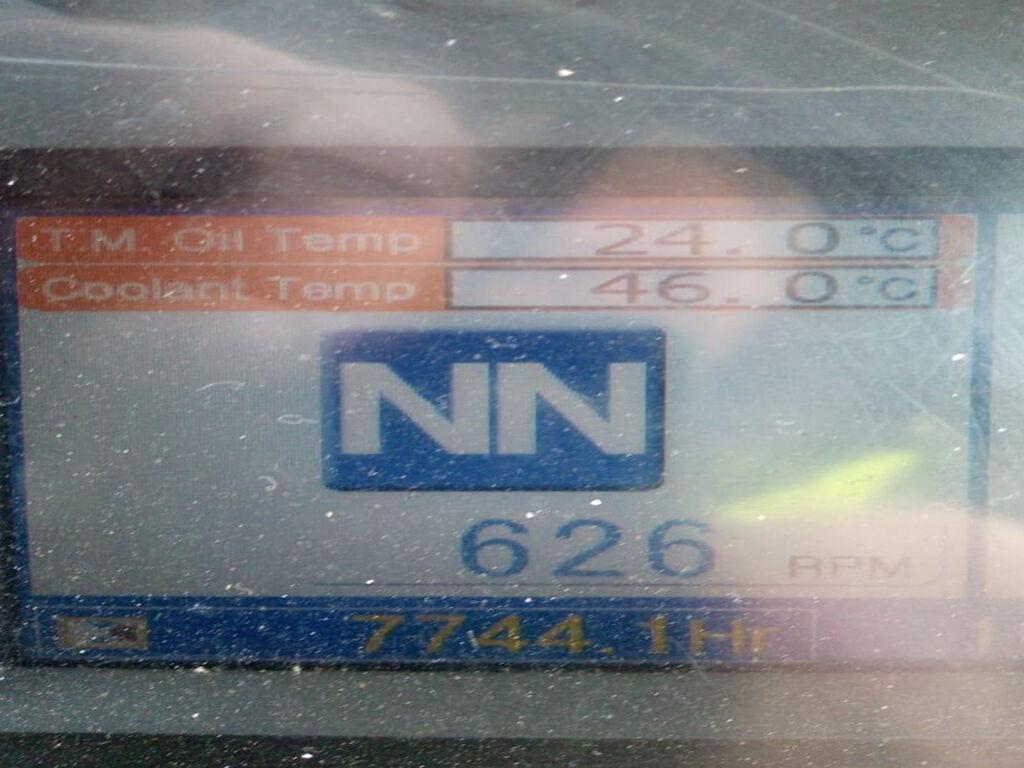 T.M. Oil Temp 24.0°C
Coolant Temp 46.0°C
NN
626 RPM
7744.1Hr